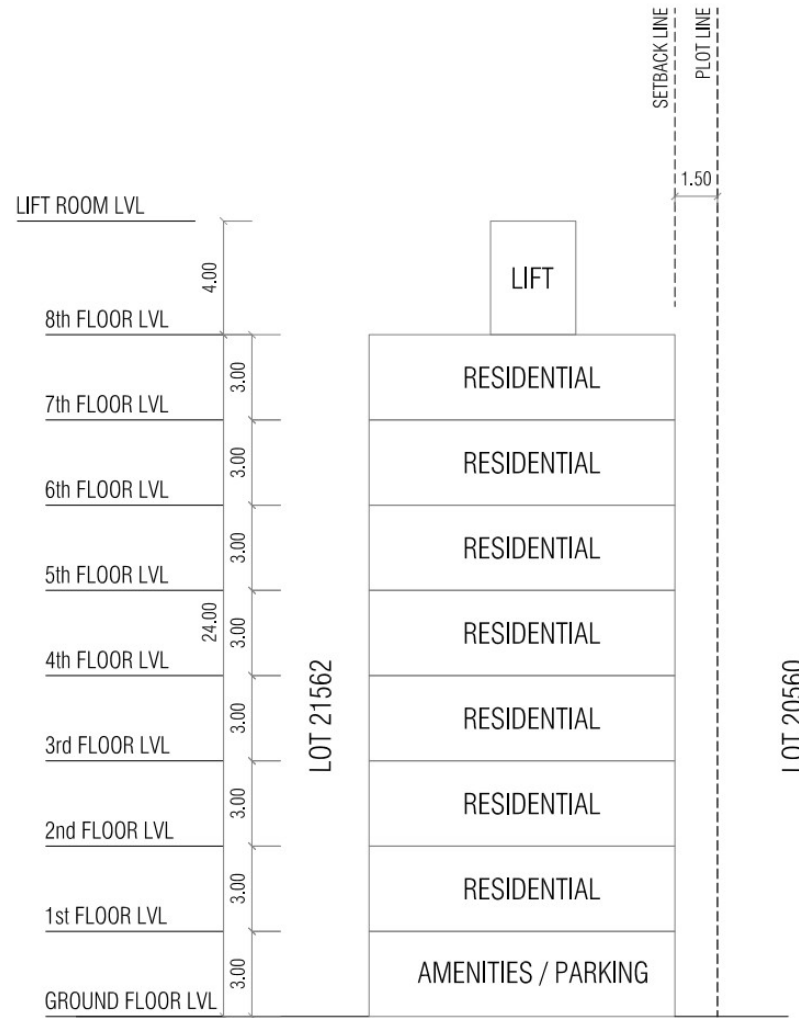 SETBACK LINE
PLOT LINE
1.50
LIFT ROOM LVL
4.00
LIFT
8th FLOOR LVL
3.00
RESIDENTIAL
7th FLOOR LVL
3.00
RESIDENTIAL
6th FLOOR LVL
3.00
RESIDENTIAL
5th FLOOR LVL
24.00
3.00
RESIDENTIAL
4th FLOOR LVL
LOT 21562
LOT 20560
3.00
RESIDENTIAL
3rd FLOOR LVL
3.00
RESIDENTIAL
2nd FLOOR LVL
3.00
RESIDENTIAL
1st FLOOR LVL
3.00
AMENITIES / PARKING
GROUND FLOOR LVL